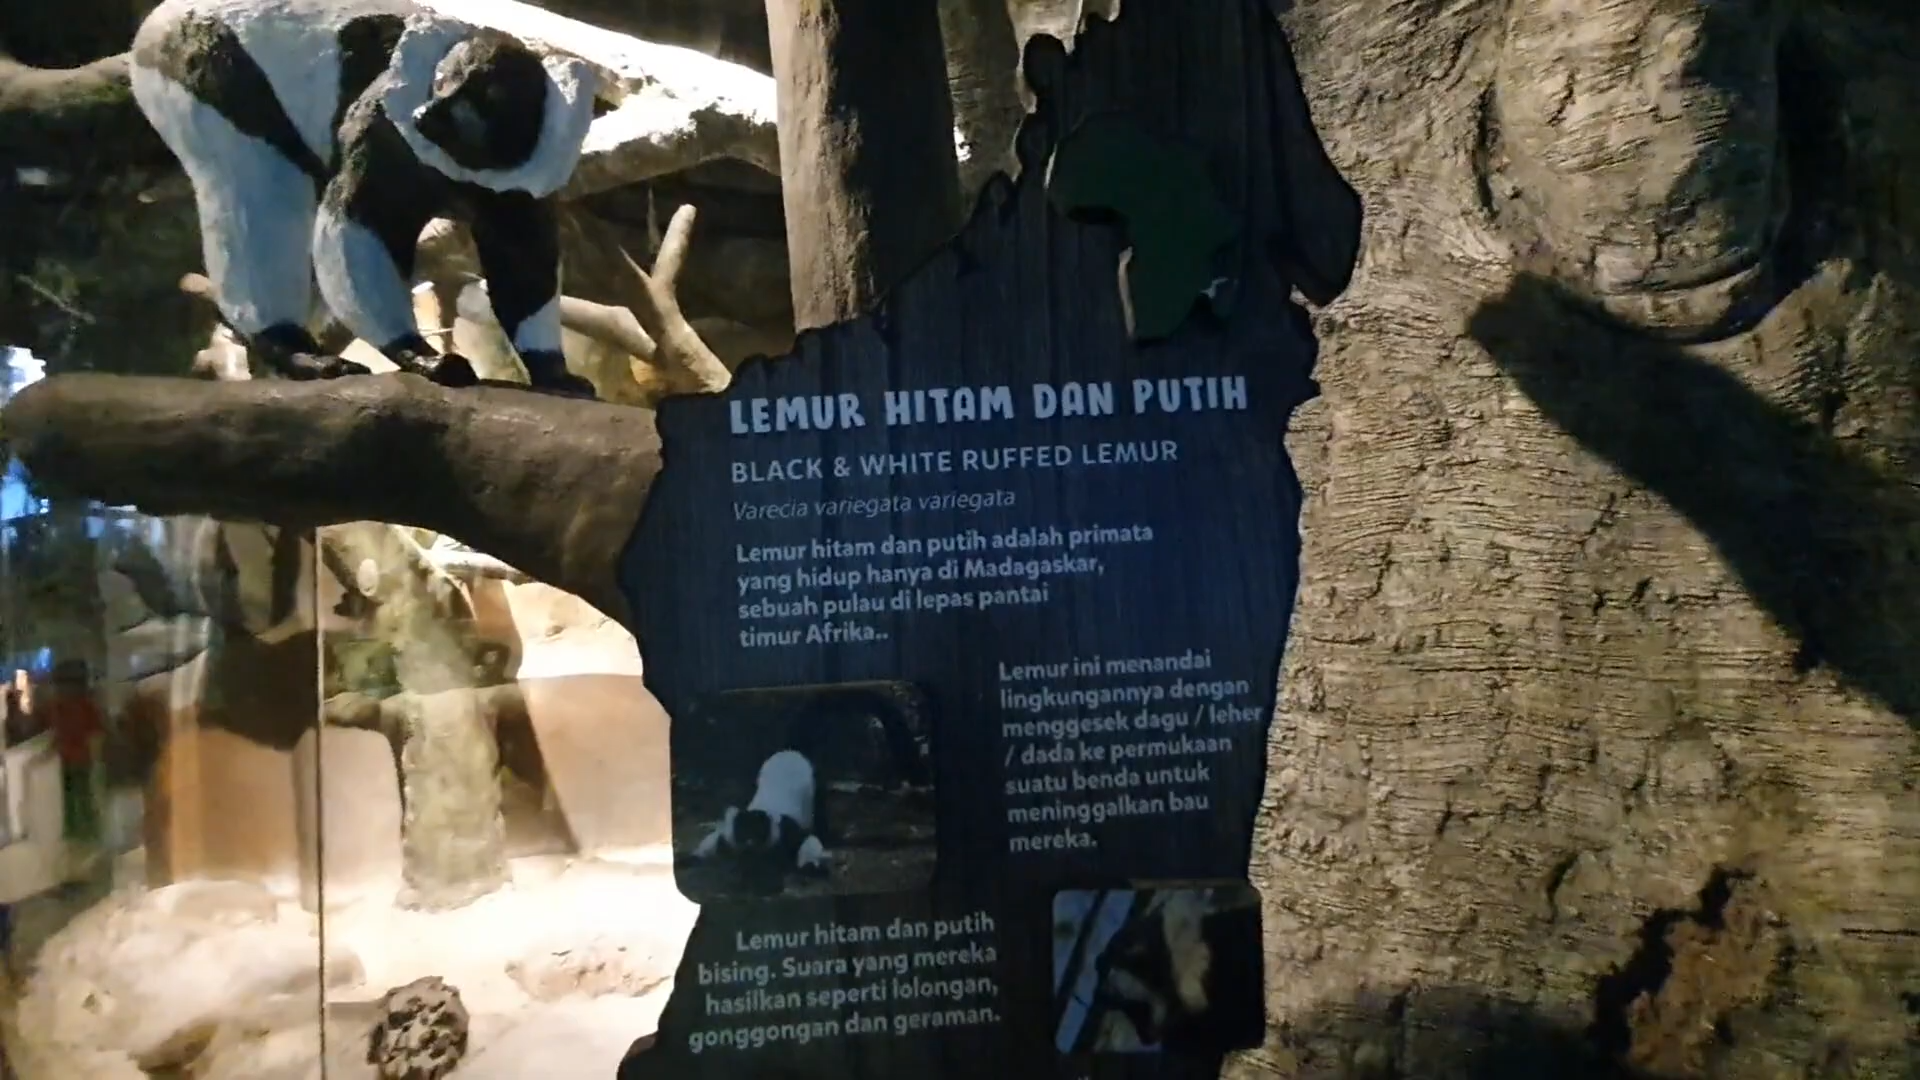 LEMUR HITAM DAN PUTIH
BLACK & WHITE RUFFED LEMUR
Varecia variegata variegata
Lemur hitam dan putih adalah primata
yang hidup hanya di Madagaskar,
sebuah pulau di lepas pantai
timur Afrika..
Lemur ini menandai
lingkungannya dengan
menggesek dagu / leher
/ dada ke permukaan
suatu benda untuk
meninggalkan bau
mereka.
Lemur hitam dan putih
bising. Suara yang mereka
hasilkan seperti lolongan,
gonggongan dan geraman.